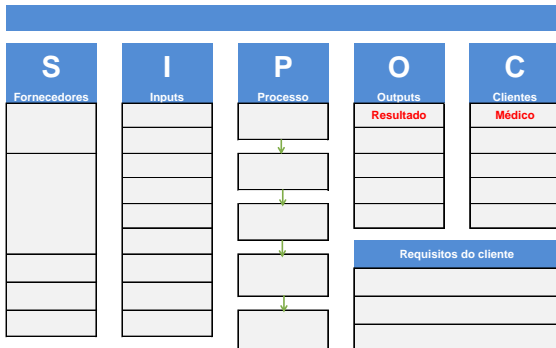 S
Fornecedores
I
Inputs
P
Processo
O
Outputs
C
Clientes
Resultado
Médico
Requisitos do cliente